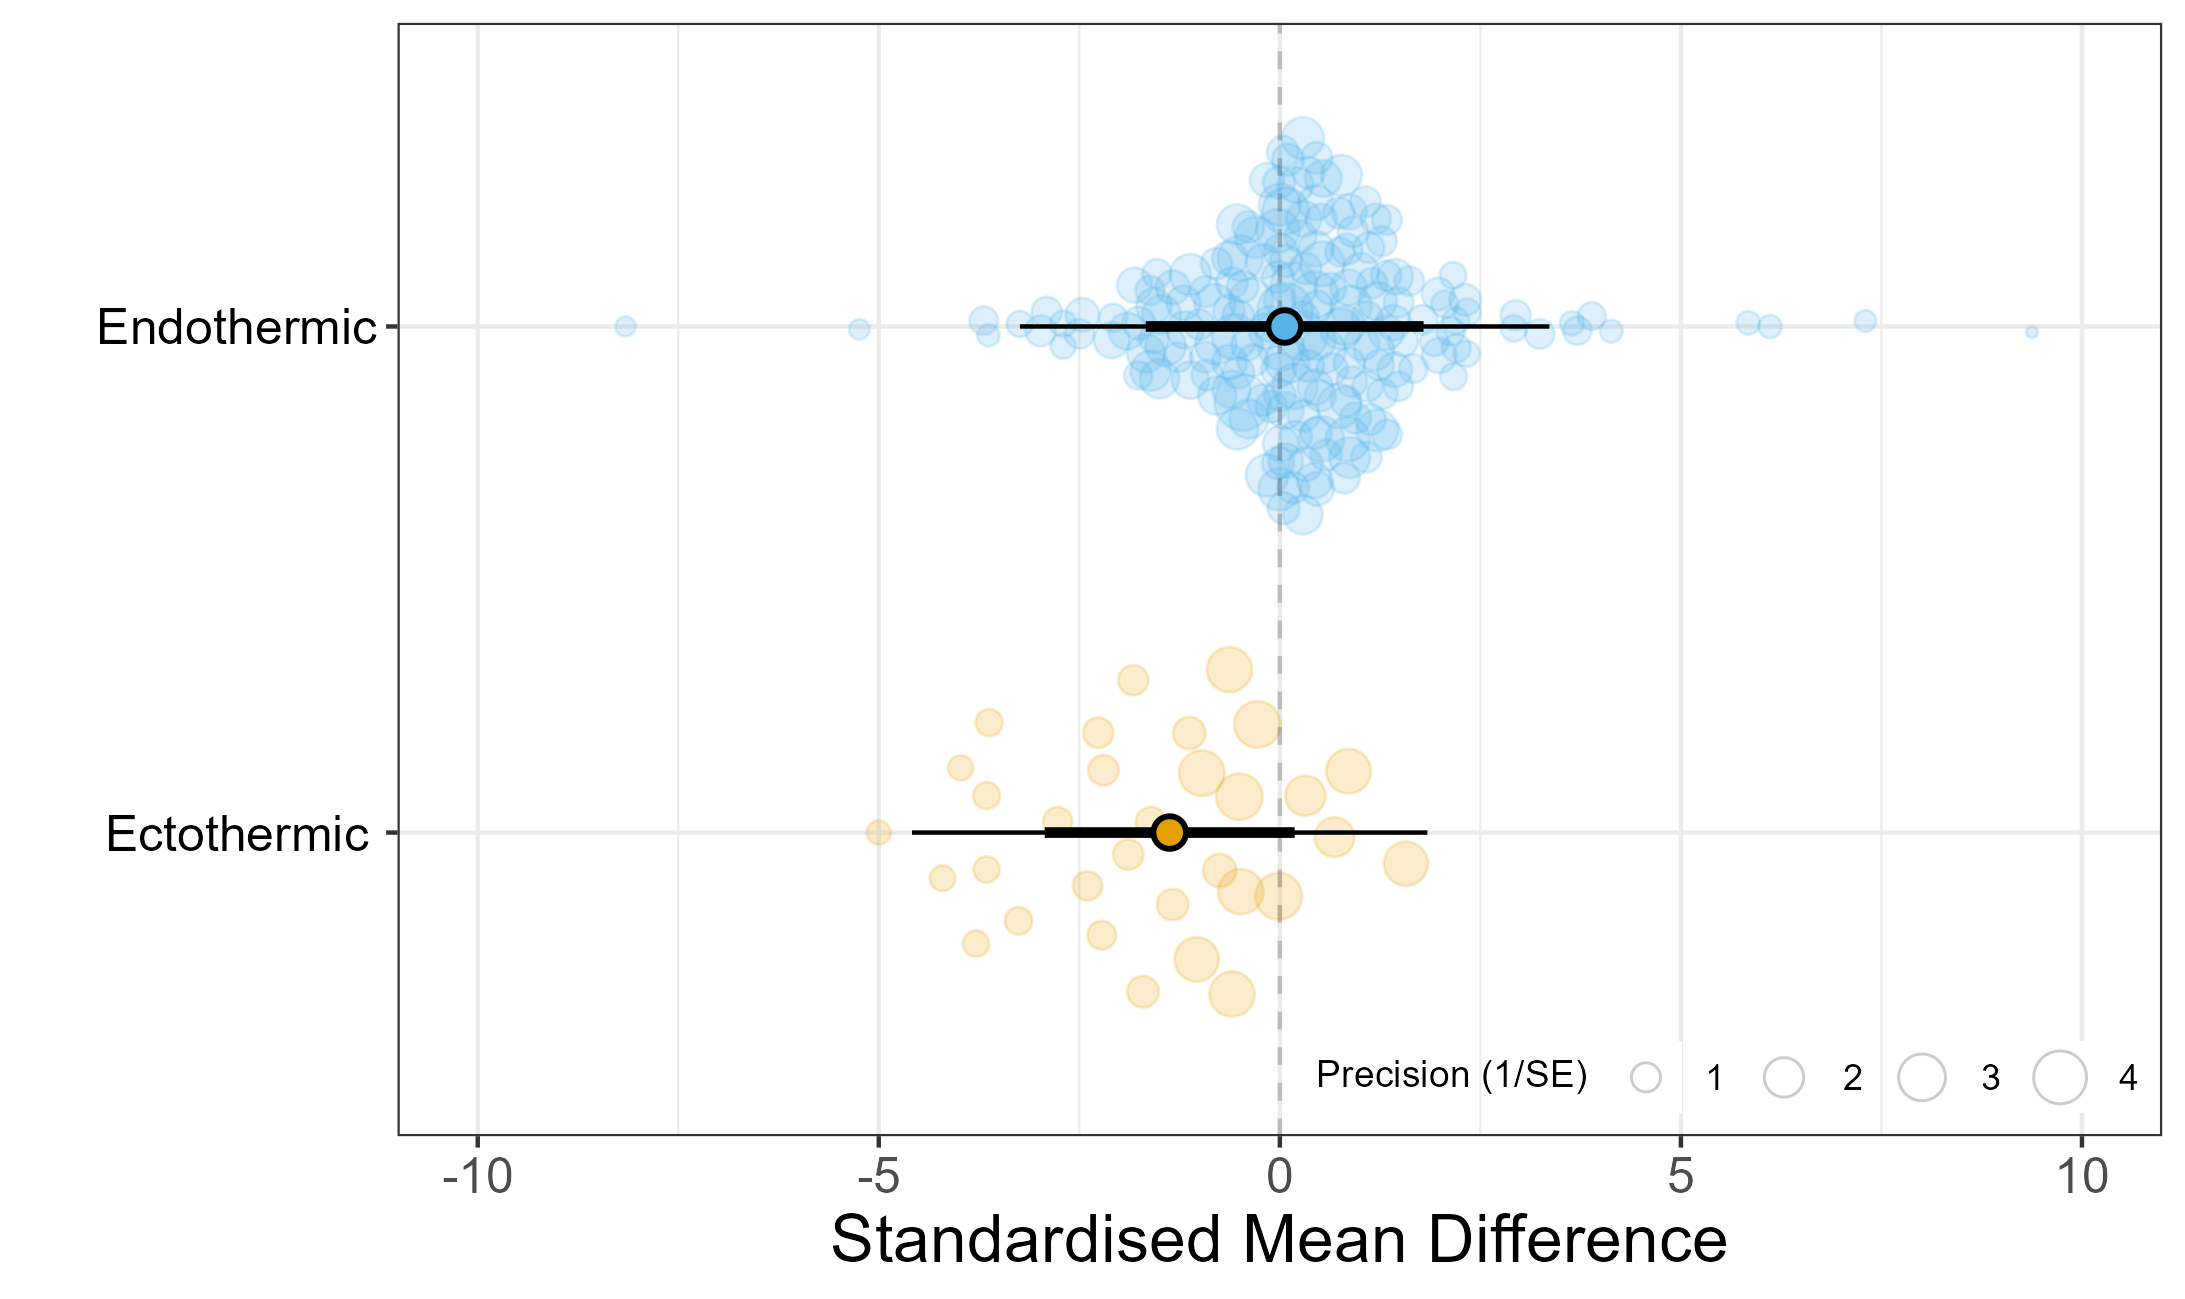 Endothermic
Ectothermic
Precision (1/SE) 1 2 3 4
-10 -5 0 5 10
Standardised Mean Difference